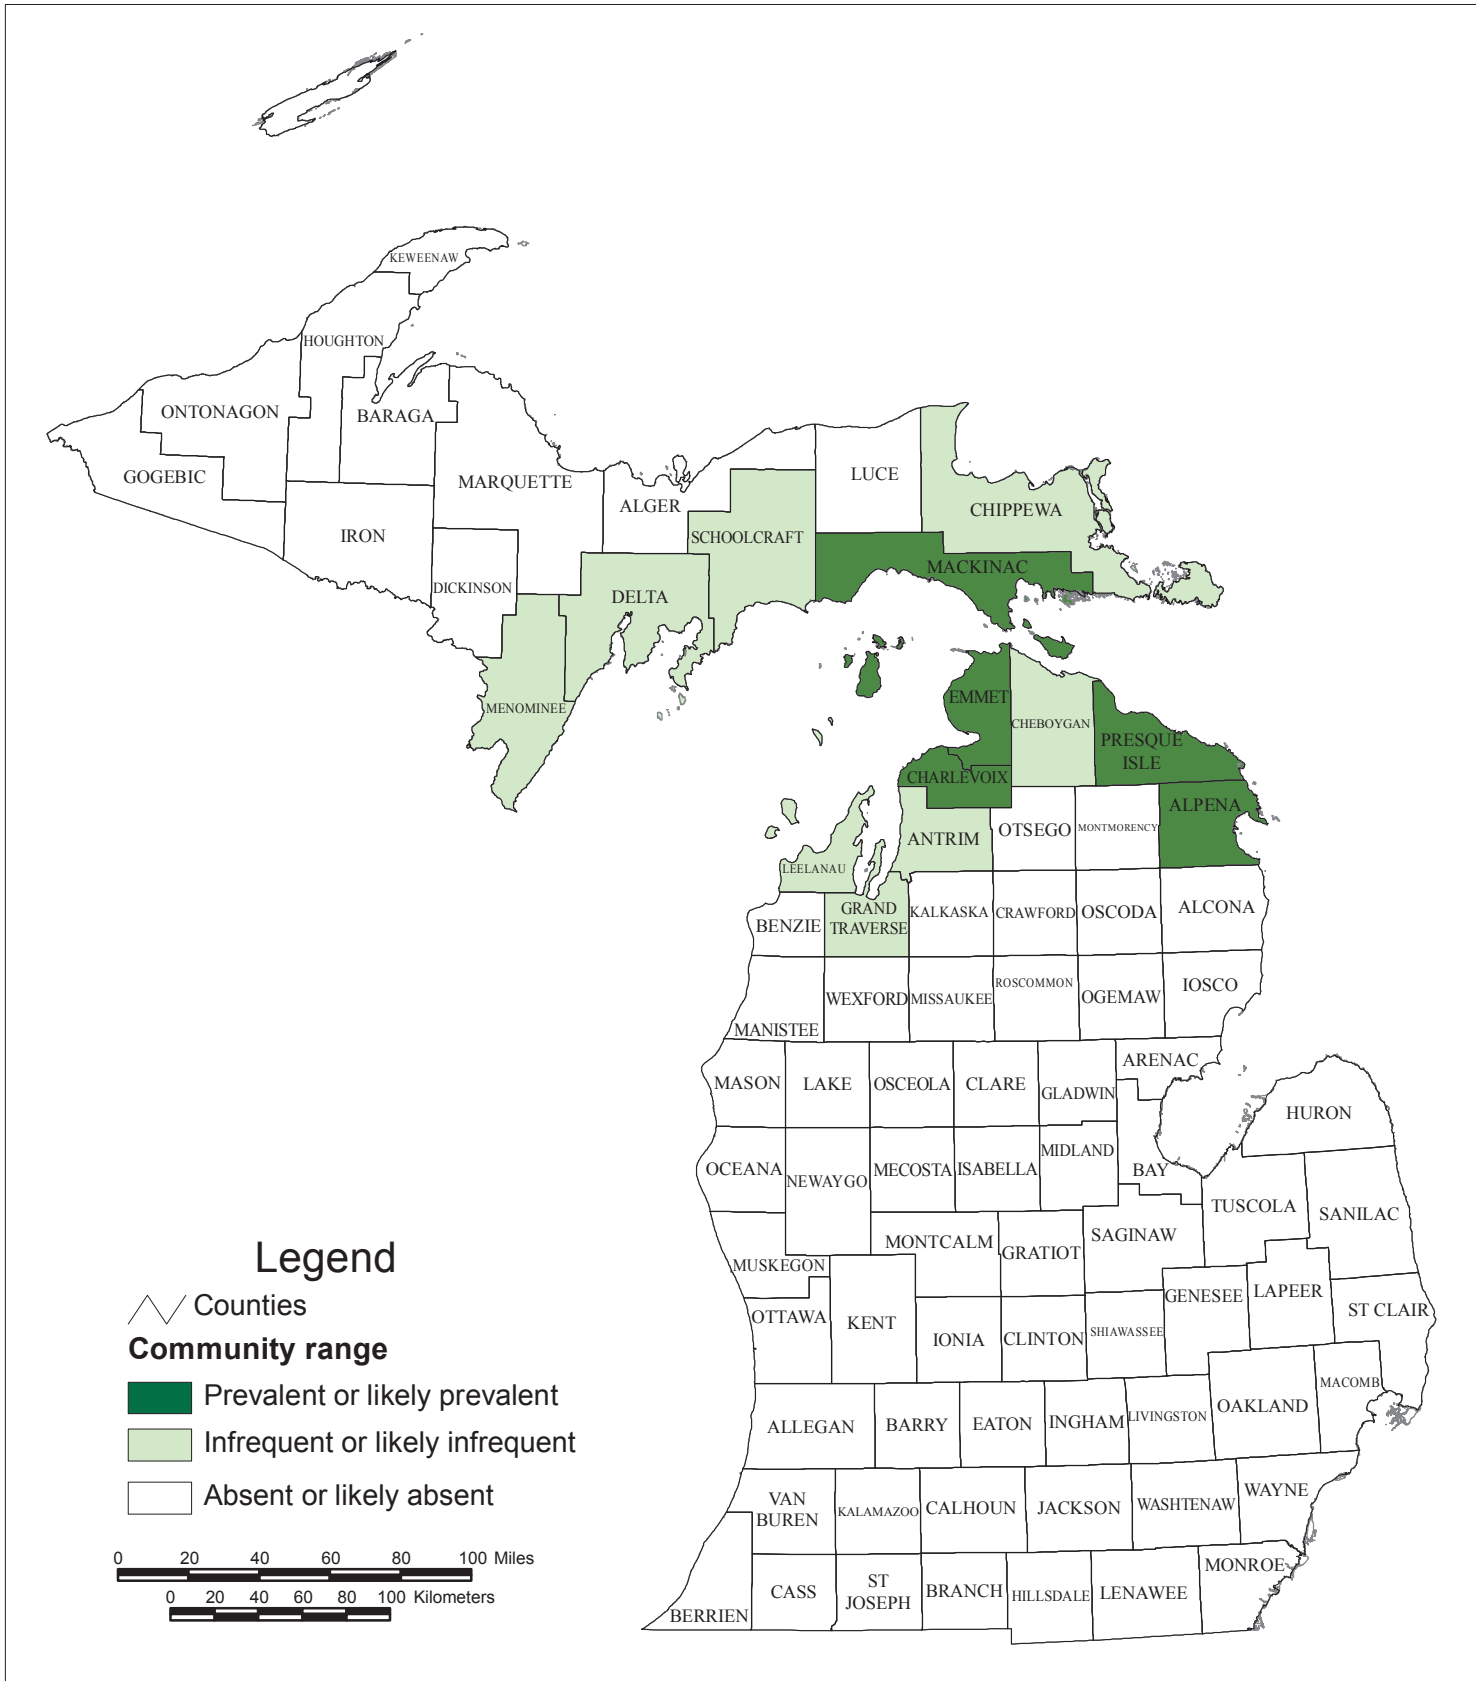 KEWEENAW
HOUGHTON
ONTONAGON
BARAGA
GOGEBIC
MARQUETTE
LUCE
ALGER
CHIPPEWA
IRON
SCHOOLCRAFT
MACKINAC
DICKINSON
DELTA
MENOMINEE
EMMET
CHEBOYGAN
PRESQUE
ISLE
CHARLEVOIX
ALPENA
OTSEGO
MONTMORENCY
ANTRIM
LEELANAU
GRAND
TRAVERSE
BENZIE
KALKASKA
CRAWFORD
OSCODA
ALCONA
MANISTEE
WEXFORD
MISSAUKEE
ROSCOMMON
OGEMAW
IOSCO
ARENAC
MASON
LAKE
OSCEOLA
CLARE
GLADWIN
HURON
OCEANA
NEWAYGO
MECOSTA
ISABELLA
MIDLAND
BAY
TUSCOLA
SANILAC
MUSKEGON
MONTCALM
GRATIOT
SAGINAW
GENESEE
LAPEER
ST CLAIR
OTTAWA
KENT
IONIA
CLINTON
SHIAWASSEE
OAKLAND
MACOMB
ALLEGAN
BARRY
EATON
INGHAM
LIVINGSTON
VAN
BUREN
KALAMAZOO
CALHOUN
JACKSON
WASHTENAW
WAYNE
BERRIEN
CASS
ST
JOSEPH
BRANCH
HILLSDALE
LENAWEE
MONROE
Legend
Counties
Community range
Prevalent or likely prevalent
Infrequent or likely infrequent
Absent or likely absent
0 20 40 60 80 100 Miles
0 20 40 60 80 100 Kilometers